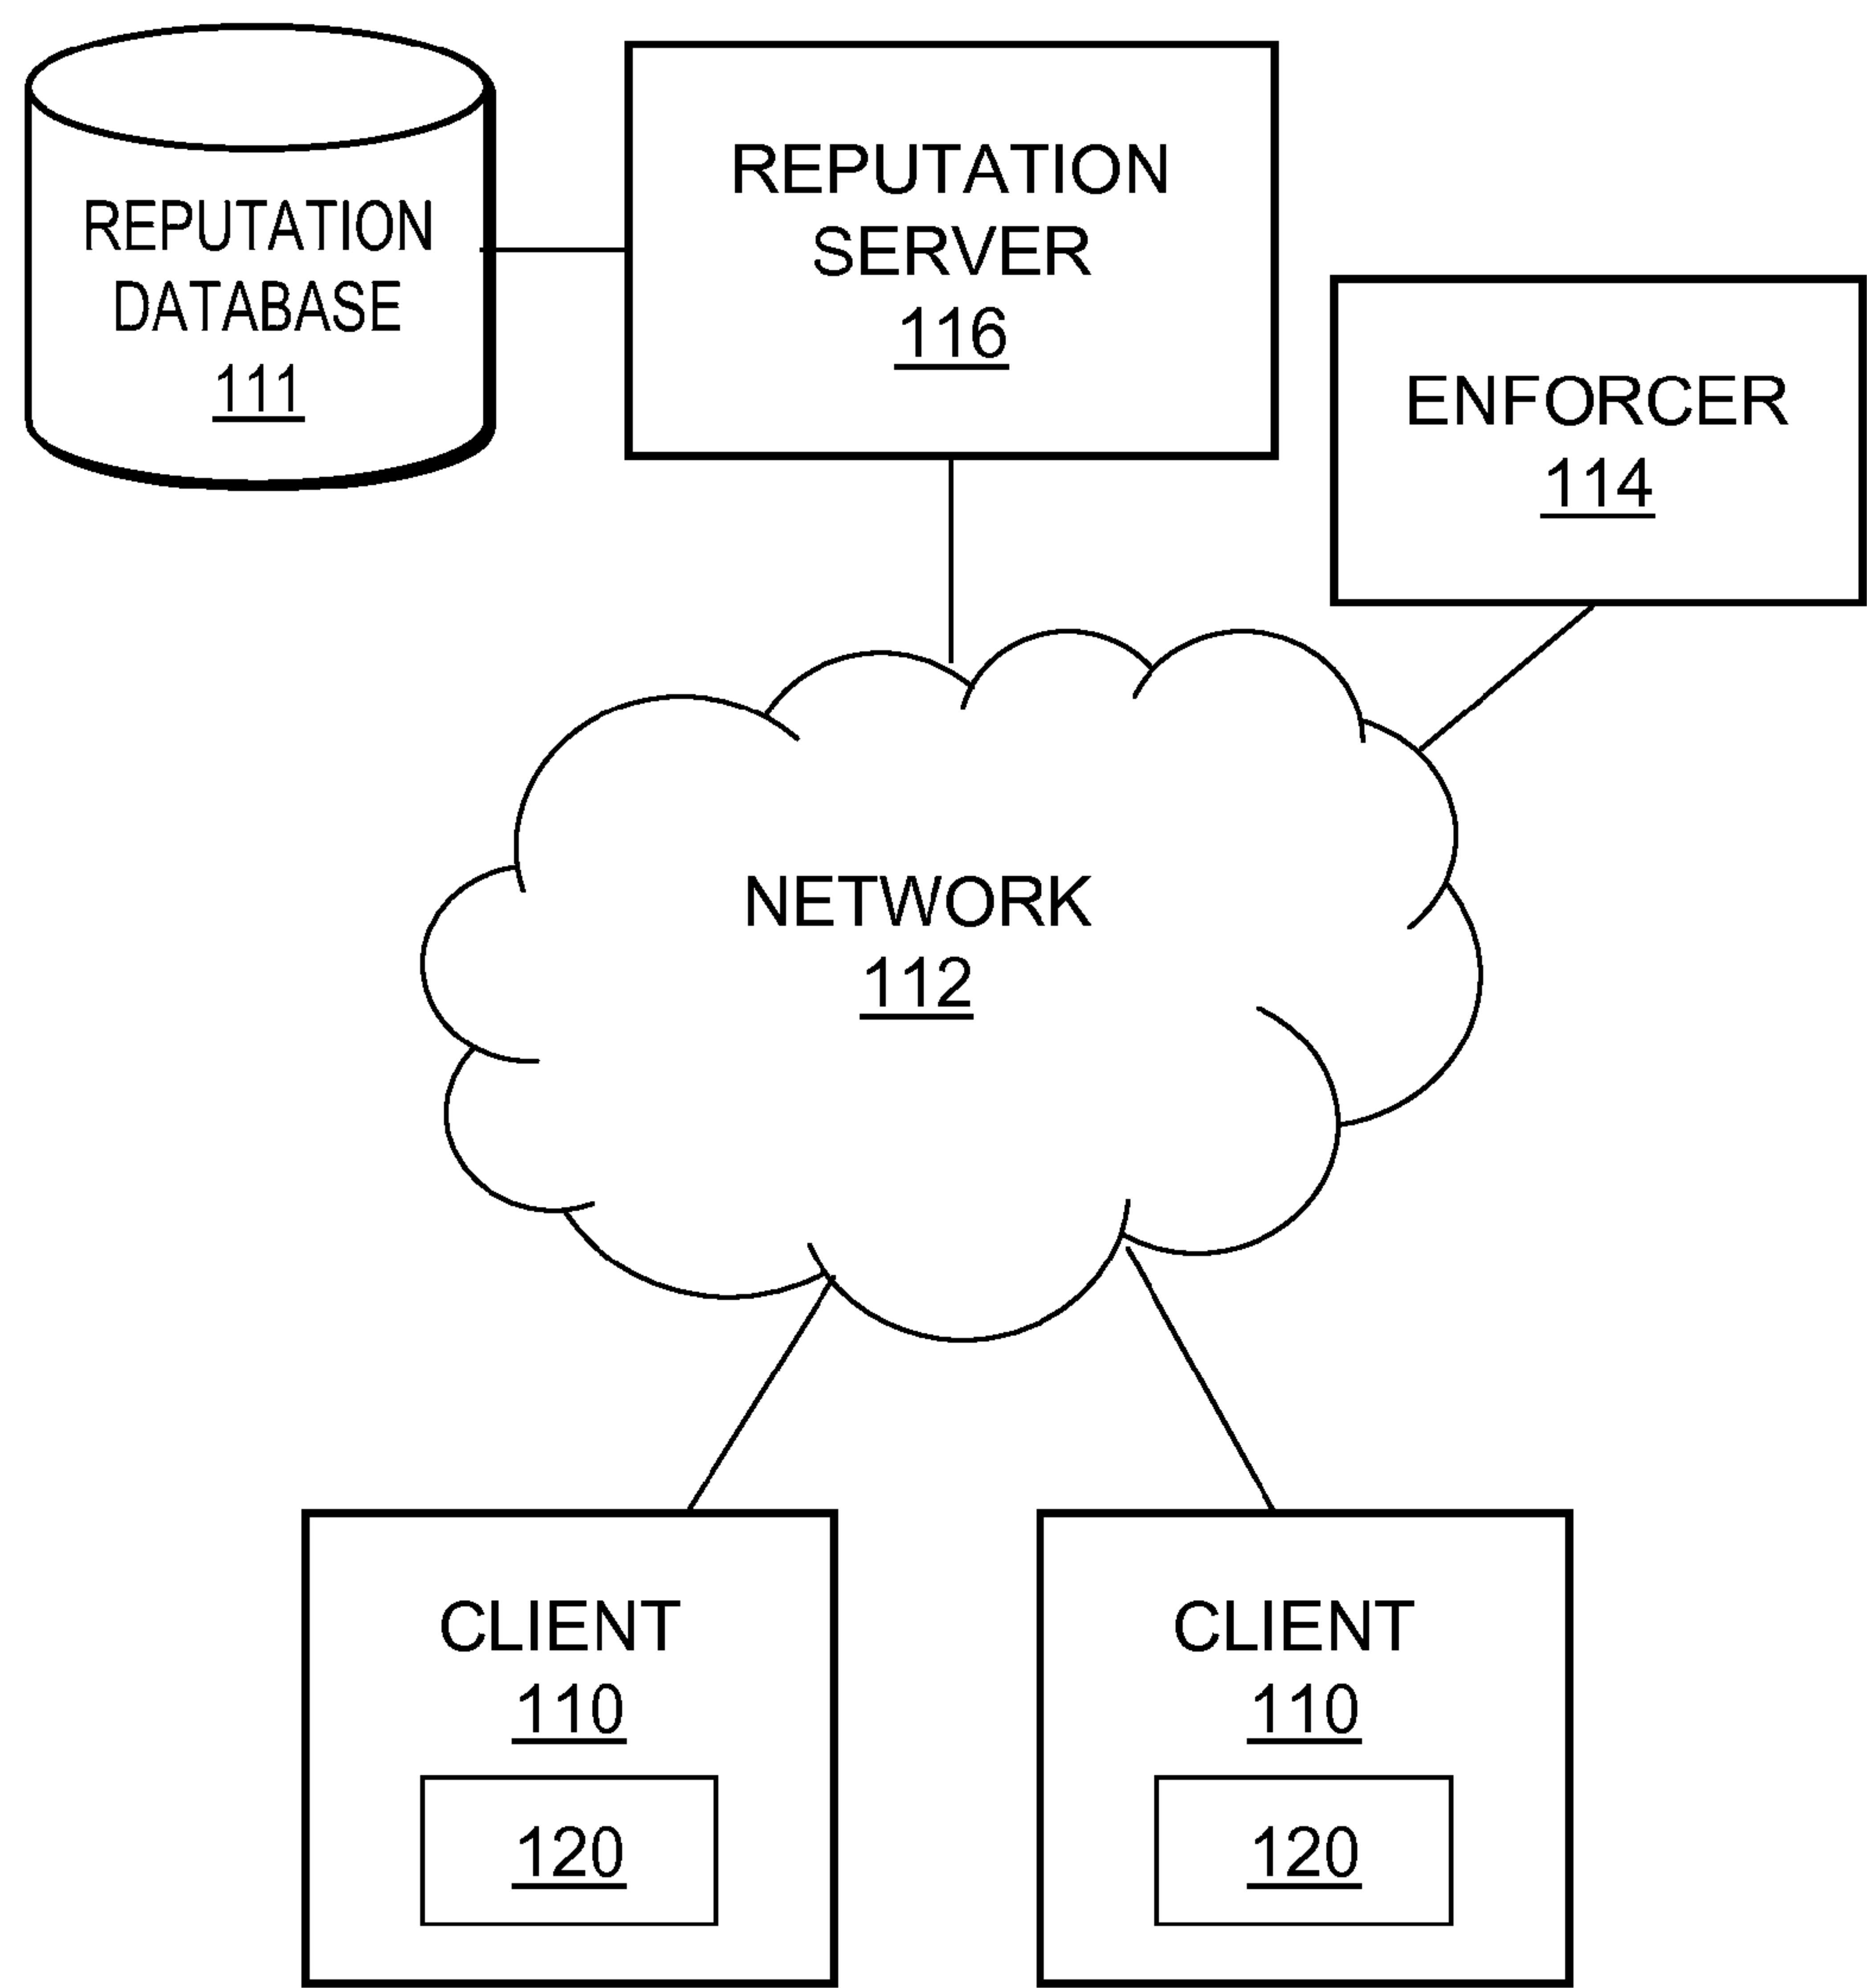 REPUTATION
DATABASE
111
REPUTATION
SERVER
116
ENFORCER
114
NETWORK
112
CLIENT
110
120
CLIENT
110
120